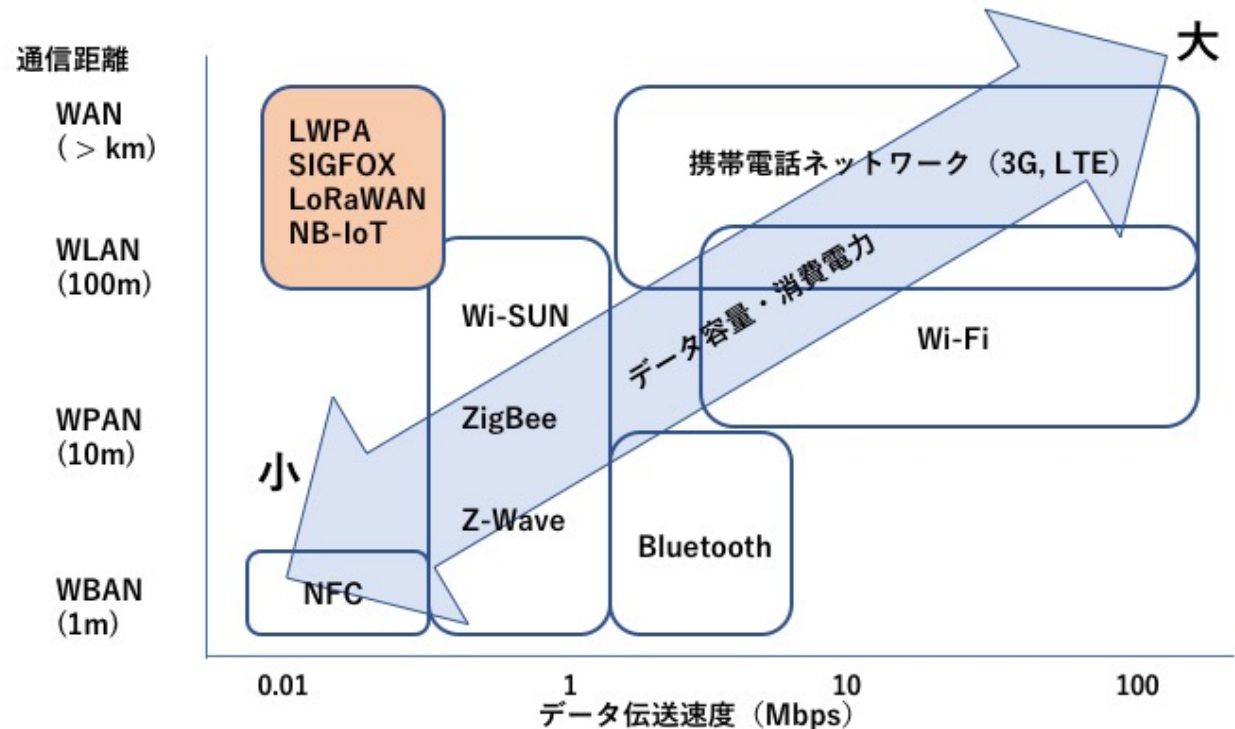 通信距離
大
WAN
( > km)
LWPA
SIGFOX
LoRaWAN
NB-IoT
携帯電話ネットワーク（3G, LTE）
WLAN
(100m)
Wi-SUN
データ容量・消費電力
Wi-Fi
WPAN
(10m)
ZigBee
小
Z-Wave
Bluetooth
WBAN
(1m)
NFC
0.01 1 10 100
データ伝送速度（Mbps）